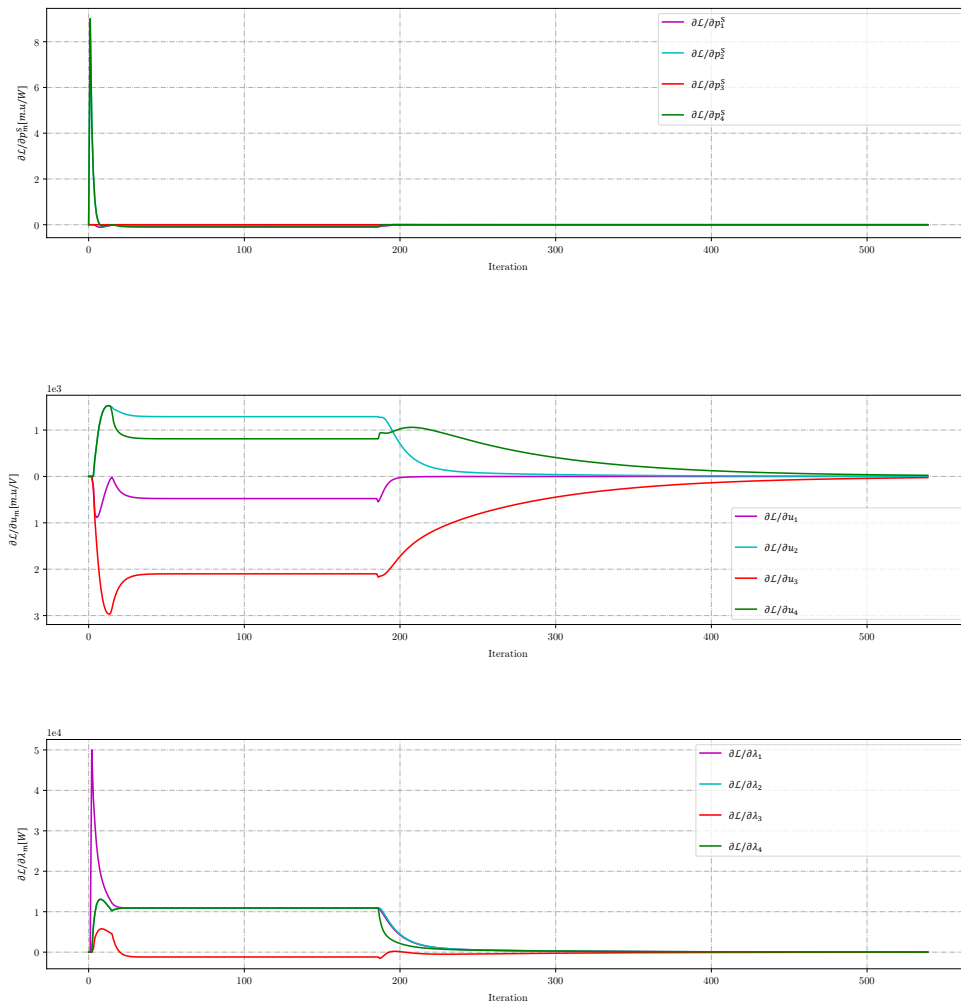 ∂ℒ/∂p₁ˢ
∂ℒ/∂p₂ˢ
∂ℒ/∂p₃ˢ
∂ℒ/∂p₄ˢ
8
6
4
2
0
∂ℒ/∂pₘˢ[m.u/W]
0 100 200 300 400 500
Iteration
1e3
1
0
1
2
3
∂ℒ/∂uₘ[m.u/V]
∂ℒ/∂u₁
∂ℒ/∂u₂
∂ℒ/∂u₃
∂ℒ/∂u₄
0 100 200 300 400 500
Iteration
1e4
5
4
3
2
1
0
∂ℒ/∂λₘ[W]
∂ℒ/∂λ₁
∂ℒ/∂λ₂
∂ℒ/∂λ₃
∂ℒ/∂λ₄
0 100 200 300 400 500
Iteration